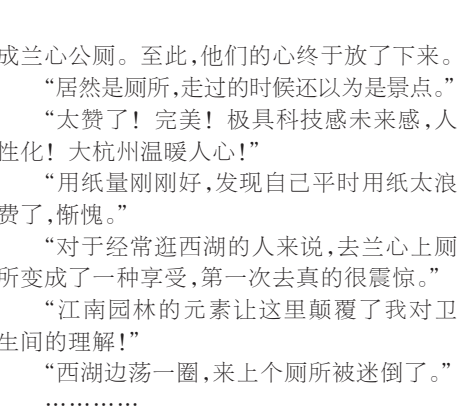 成兰心公厕。至此,他们的心终于放了下来。
“居然是厕所,走过的时候还以为是景点。”
“太赞了！完美！极具科技感未来感,人
性化！大杭州温暖人心!”
“用纸量刚刚好,发现自己平时用纸太浪
费了,惭愧。”
“对于经常逛西湖的人来说,去兰心上厕
所变成了一种享受,第一次去真的很震惊。”
“江南园林的元素让这里颠覆了我对卫
生间的理解!”
“西湖边荡一圈,来上个厕所被迷倒了。”
…………